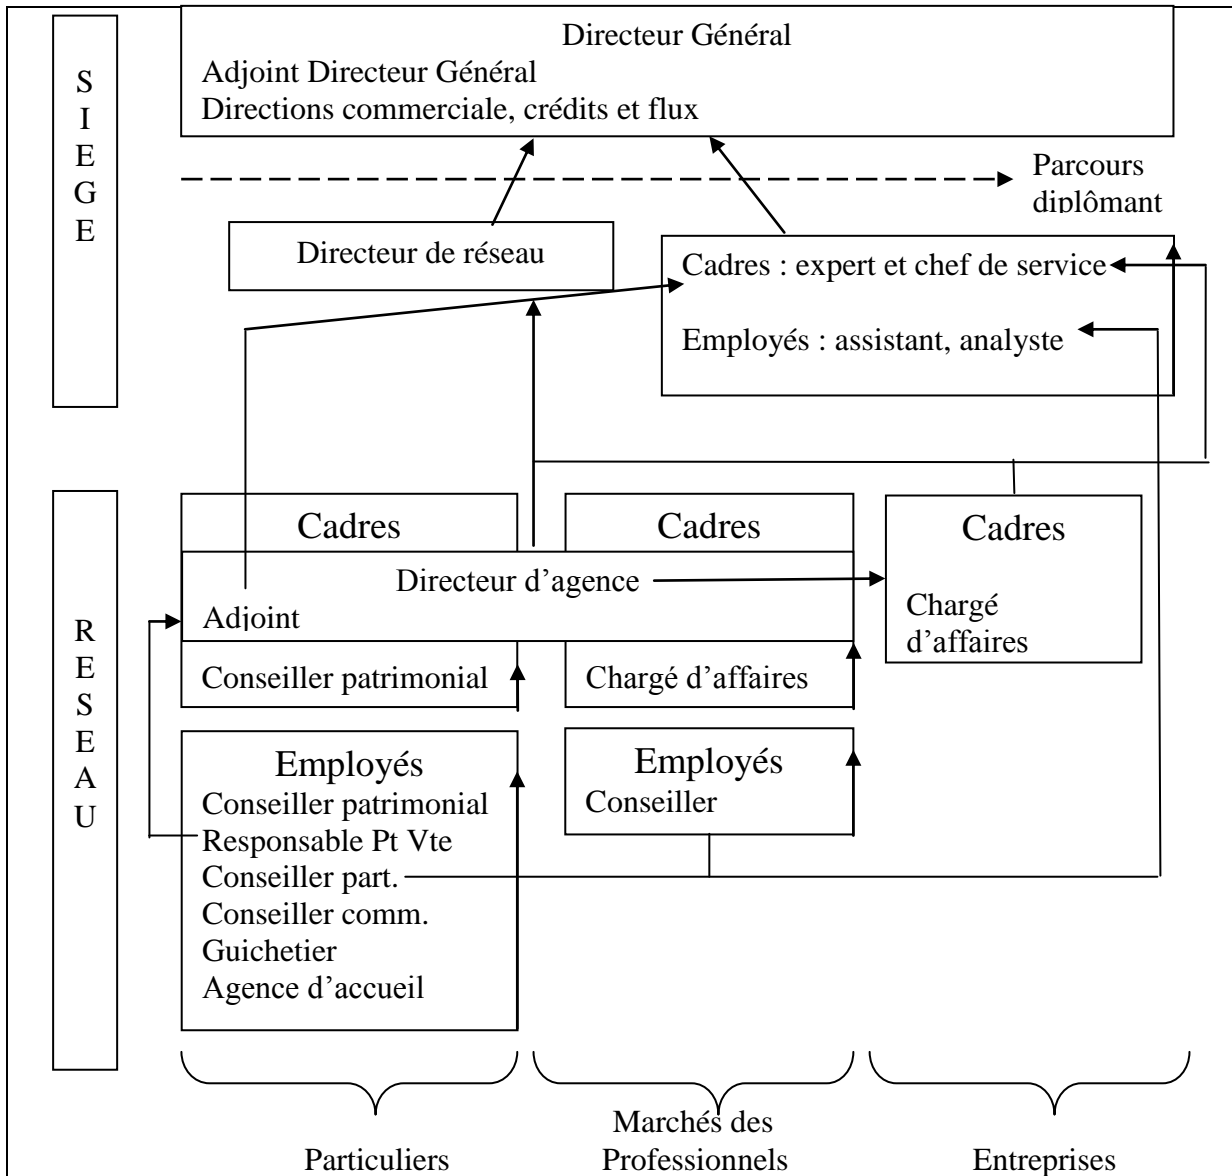 SIEGE
Directeur Général
Adjoint Directeur Général
Directions commerciale, crédits et flux
Parcours
diplômant
Directeur de réseau
Cadres : expert et chef de service
Employés : assistant, analyste
RESEAU
Cadres
Cadres
Cadres
Directeur d’agence
Adjoint
Chargé
d’affaires
Conseiller patrimonial
Chargé d’affaires
Employés
Conseiller patrimonial
Responsable Pt Vte
Conseiller part.
Conseiller comm.
Guichetier
Agence d’accueil
Employés
Conseiller
Particuliers
Marchés des
Professionnels
Entreprises